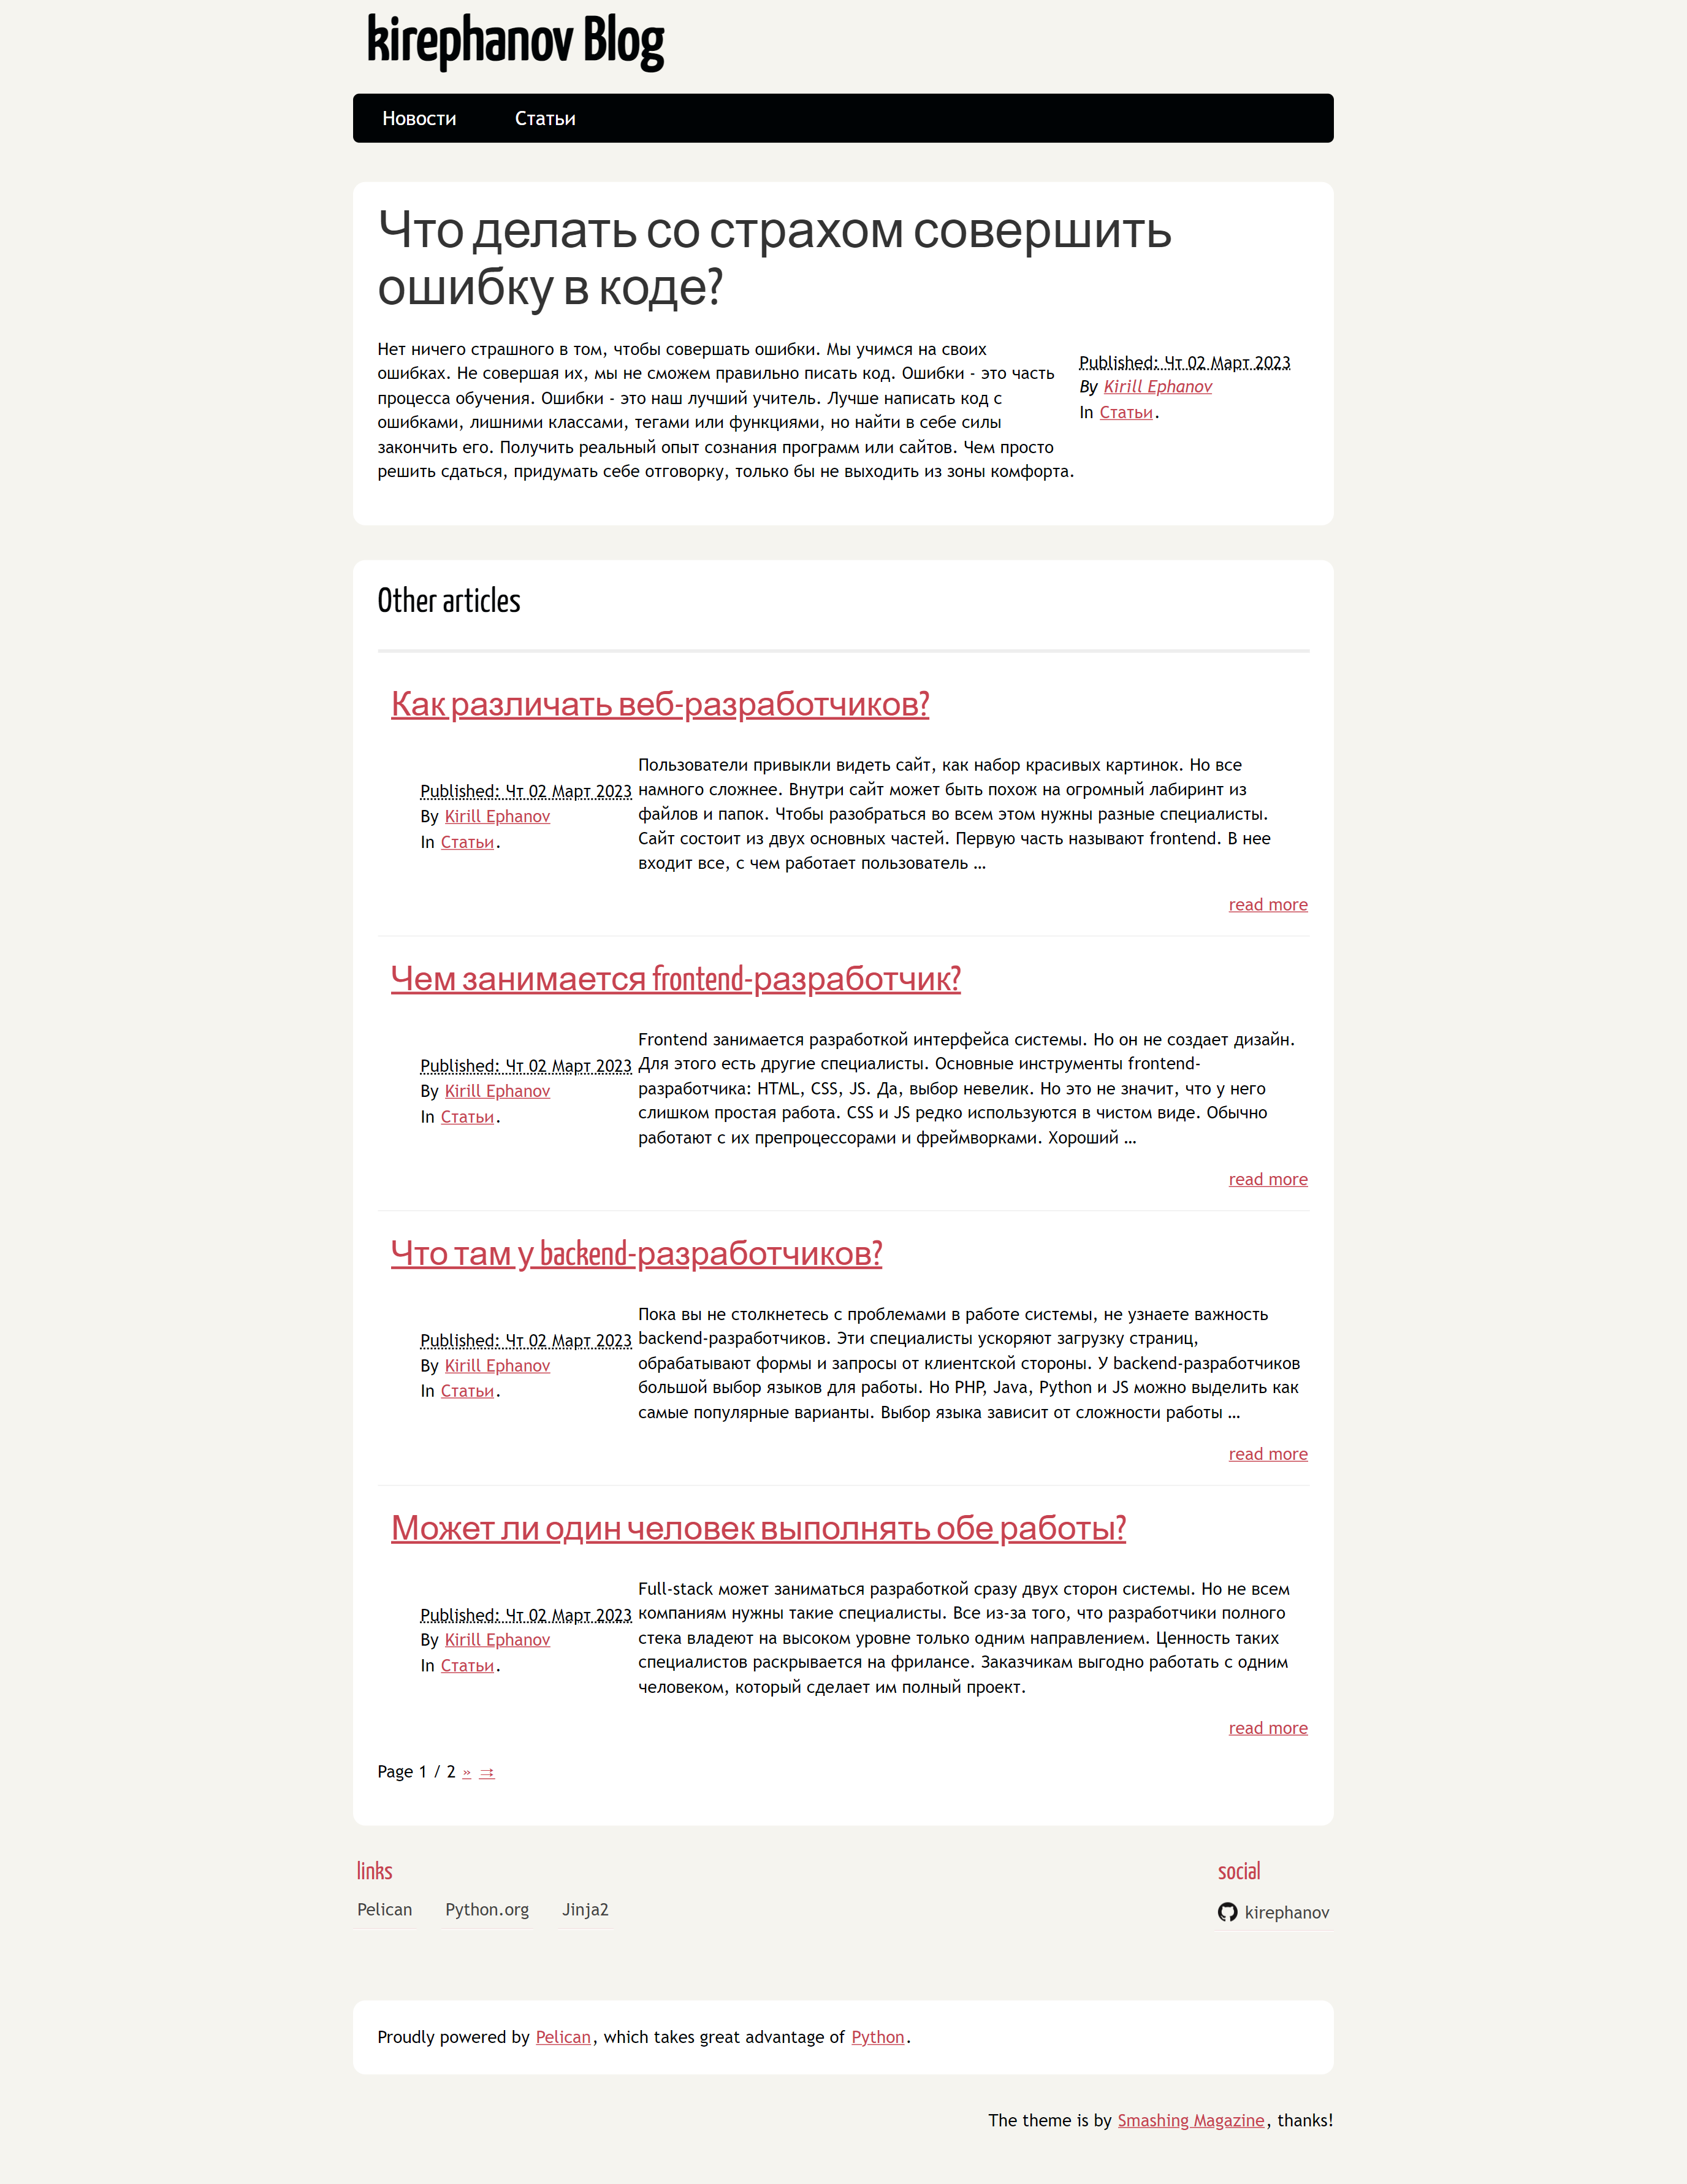 kirephanov Blog
Новости Статьи
Что делать со страхом совершить
ошибку в коде?
Published: Чт 02 Март 2023
By Kirill Ephanov
In Статьи.
Нет ничего страшного в том, чтобы совершать ошибки. Мы учимся на своих
ошибках. Не совершая их, мы не сможем правильно писать код. Ошибки - это часть
процесса обучения. Ошибки - это наш лучший учитель. Лучше написать код с
ошибками, лишними классами, тегами или функциями, но найти в себе силы
закончить его. Получить реальный опыт сознания программ или сайтов. Чем просто
решить сдаться, придумать себе отговорку, только бы не выходить из зоны комфорта.
Other articles
Как различать веб-разработчиков?
Published: Чт 02 Март 2023
By Kirill Ephanov
In Статьи.
Пользователи привыкли видеть сайт, как набор красивых картинок. Но все
намного сложнее. Внутри сайт может быть похож на огромный лабиринт из
файлов и папок. Чтобы разобраться во всем этом нужны разные специалисты.
Сайт состоит из двух основных частей. Первую часть называют frontend. В нее
входит все, с чем работает пользователь …
read more
Чем занимается frontend-разработчик?
Published: Чт 02 Март 2023
By Kirill Ephanov
In Статьи.
Frontend занимается разработкой интерфейса системы. Но он не создает дизайн.
Для этого есть другие специалисты. Основные инструменты frontend-
разработчика: HTML, CSS, JS. Да, выбор невелик. Но это не значит, что у него
слишком простая работа. CSS и JS редко используются в чистом виде. Обычно
работают с их препроцессорами и фреймворками. Хороший …
read more
Что там у backend-разработчиков?
Published: Чт 02 Март 2023
By Kirill Ephanov
In Статьи.
Пока вы не столкнетесь с проблемами в работе системы, не узнаете важность
backend-разработчиков. Эти специалисты ускоряют загрузку страниц,
обрабатывают формы и запросы от клиентской стороны. У backend-разработчиков
большой выбор языков для работы. Но PHP, Java, Python и JS можно выделить как
самые популярные варианты. Выбор языка зависит от сложности работы …
read more
Может ли один человек выполнять обе работы?
Published: Чт 02 Март 2023
By Kirill Ephanov
In Статьи.
Full-stack может заниматься разработкой сразу двух сторон системы. Но не всем
компаниям нужны такие специалисты. Все из-за того, что разработчики полного
стека владеют на высоком уровне только одним направлением. Ценность таких
специалистов раскрывается на фрилансе. Заказчикам выгодно работать с одним
человеком, который сделает им полный проект.
read more
Page 1 / 2 » ⇉
links
Pelican Python.org Jinja2
social
kirephanov
Proudly powered by Pelican, which takes great advantage of Python.
The theme is by Smashing Magazine, thanks!